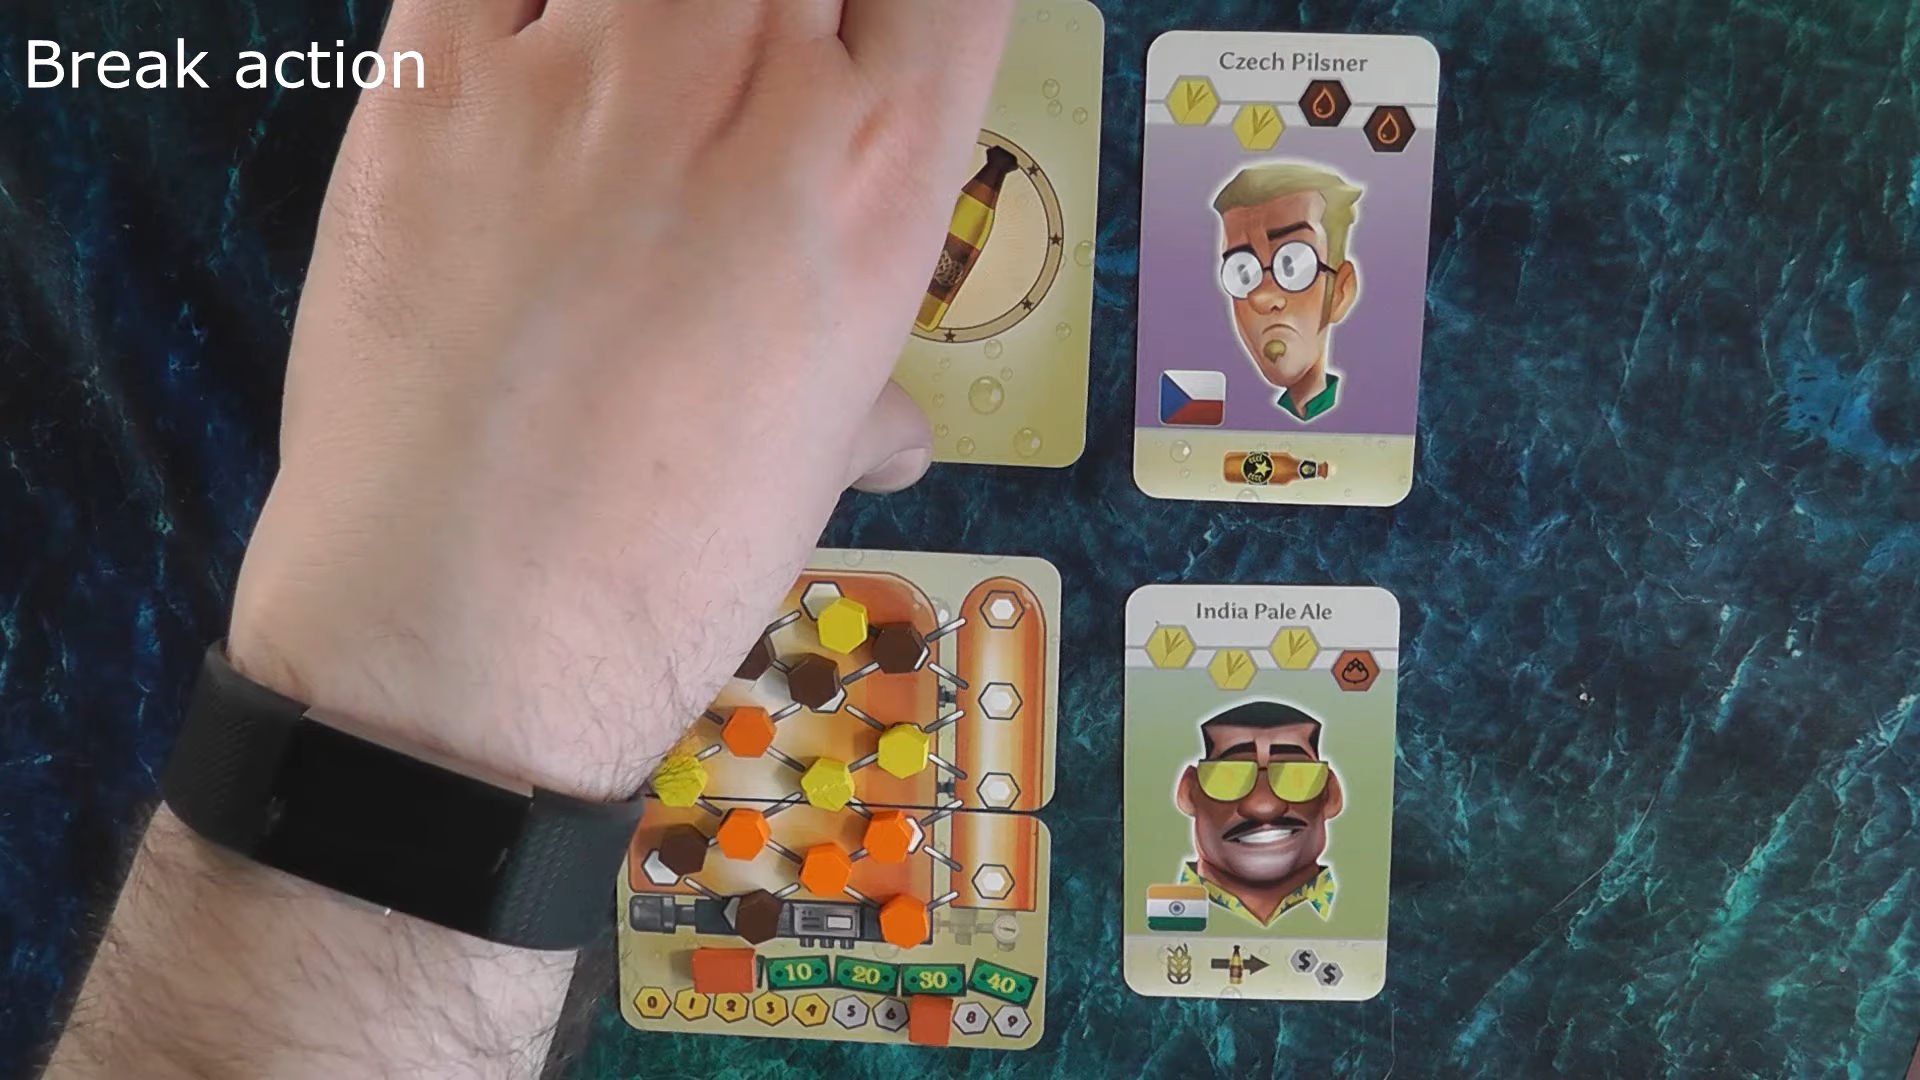 Break action
Czech Pilsner
India Pale Ale
10 20 30 40
0 1 2 3 4 5 6 8 9
$ $